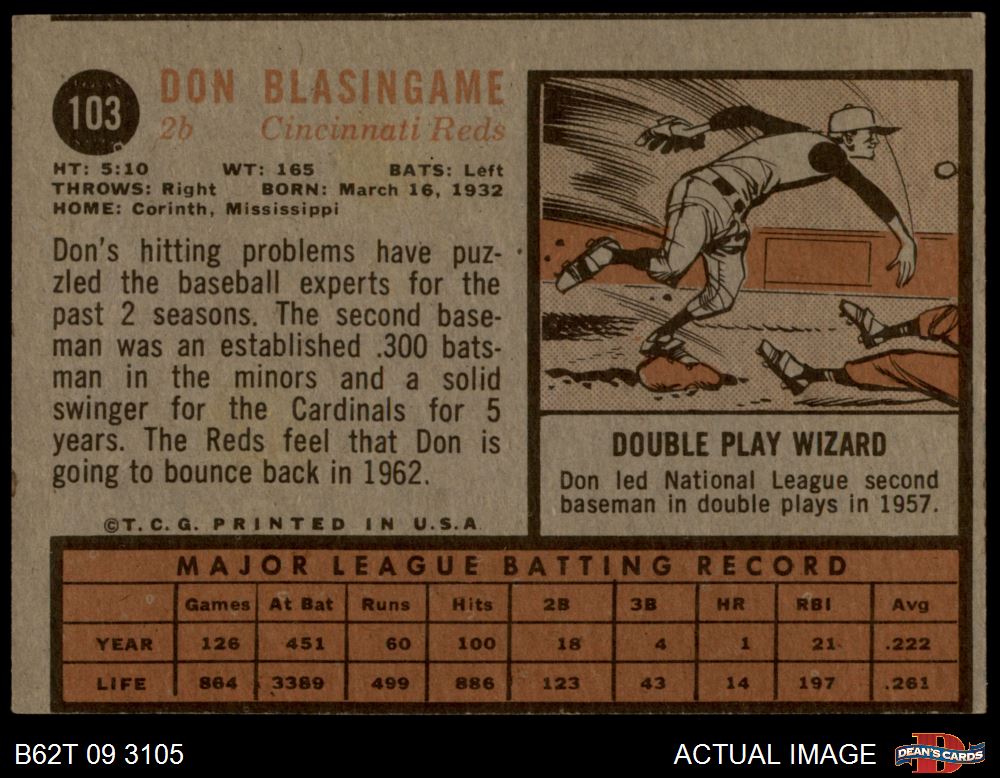 103
DON BLASINGAME
2b Cincinnati Reds
HT: 5:10 WT: 165 BATS: Left
THROWS: Right BORN: March 16, 1932
HOME: Corinth, Mississippi
Don's hitting problems have puz-
zled the baseball experts for the
past 2 seasons. The second base-
man was an established .300 bats-
man in the minors and a solid
swinger for the Cardinals for 5
years. The Reds feel that Don is
going to bounce back in 1962.
©T.C.G. PRINTED IN U.S.A.
DOUBLE PLAY WIZARD
Don led National League second
baseman in double plays in 1957.
MAJOR LEAGUE BATTING RECORD
Games At Bat Runs Hits 2B 3B HR RBI Avg
YEAR 126 451 60 100 18 4 1 21 .222
LIFE 864 3389 499 886 123 43 14 197 .261
B62T 09 3105
ACTUAL IMAGE
DEAN'S CARDS